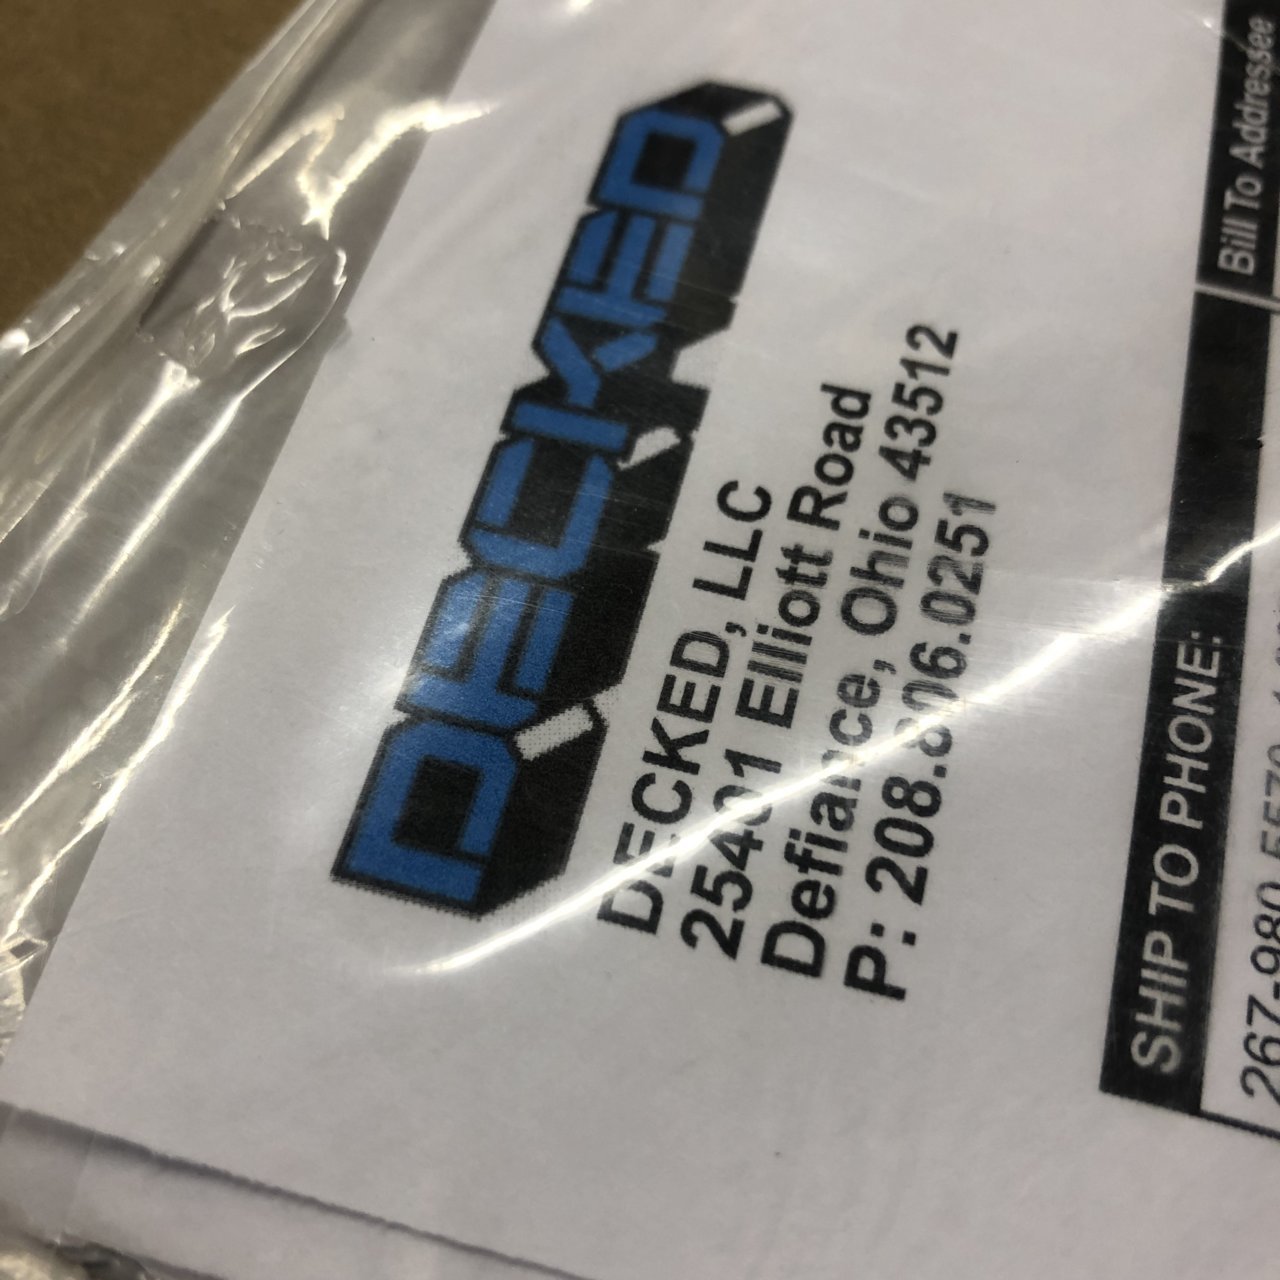 DECKED
DECKED, LLC
25401 Elliott Road
Defiance, Ohio 43512
P: 208.806.0251
Bill To Addressee
SHIP TO PHONE: